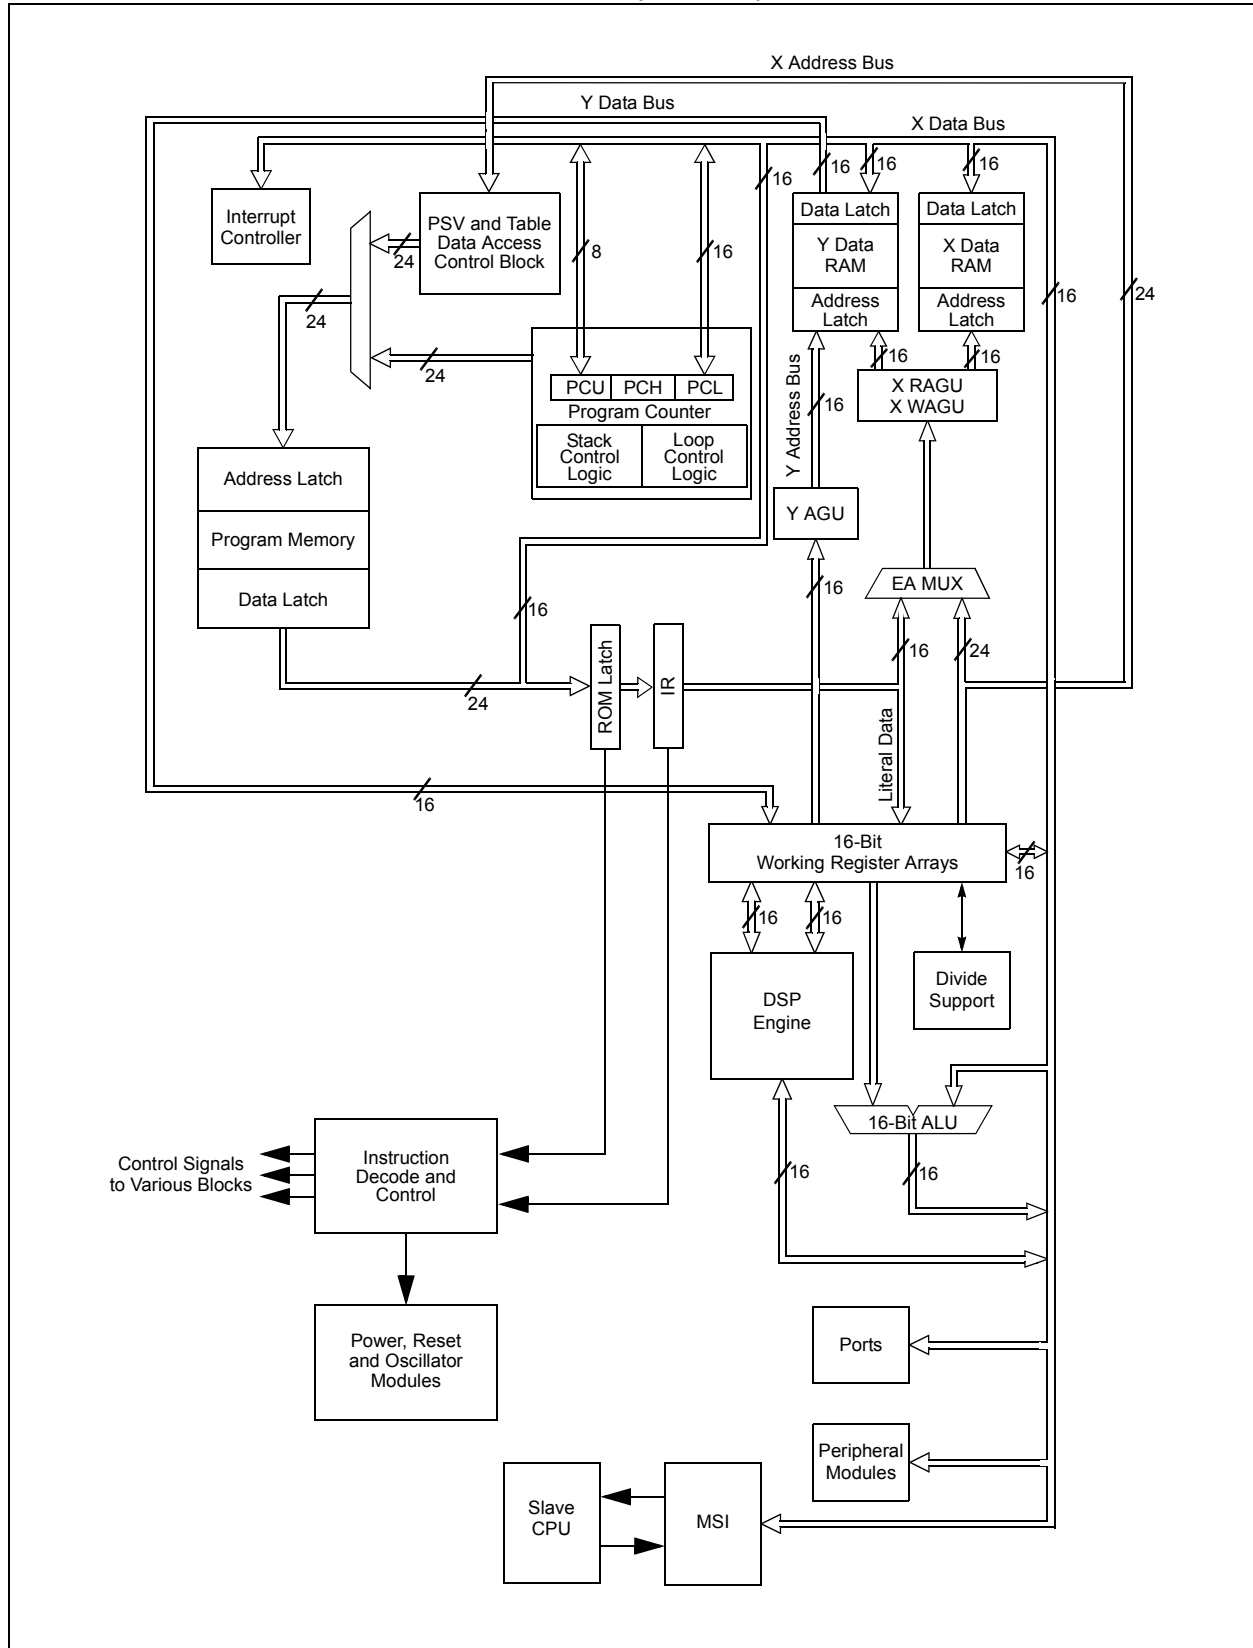 X Address Bus
Y Data Bus
X Data Bus
16
16
16
16
Interrupt
Controller
PSV and Table
Data Access
Control Block
24
8
16
Data Latch
Y Data
RAM
Address
Latch
Data Latch
X Data
RAM
Address
Latch
16
24
24
24
16
16
PCU
PCH
PCL
Program Counter
Stack
Control
Logic
Loop
Control
Logic
Y Address Bus
16
X RAGU
X WAGU
Address Latch
Program Memory
Data Latch
Y AGU
16
EA MUX
16
16
24
24
ROM Latch
IR
Literal Data
16
16-Bit
Working Register Arrays
16
16
16
DSP
Engine
Divide
Support
16-Bit ALU
16
16
Control Signals
to Various Blocks
Instruction
Decode and
Control
Power, Reset
and Oscillator
Modules
Ports
Peripheral
Modules
Slave
CPU
MSI